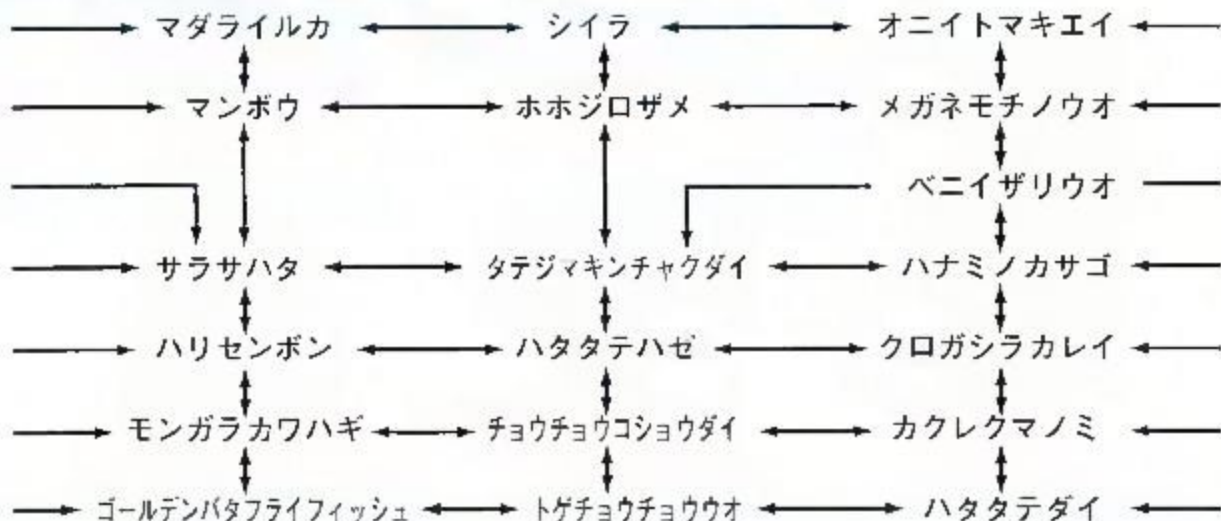 マダライルカ シイラ オニイトマキエイ
マンボウ ホホジロザメ メガネモチノウオ
ベニイザリウオ
サラサハタ タテジマキンチャクダイ ハナミノカサゴ
ハリセンボン ハタタテハゼ クロガシラカレイ
モンガラカワハギ チョウチョウコショウダイ カクレクマノミ
ゴールデンバタフライフィッシュ トゲチョウチョウウオ ハタタテダイ